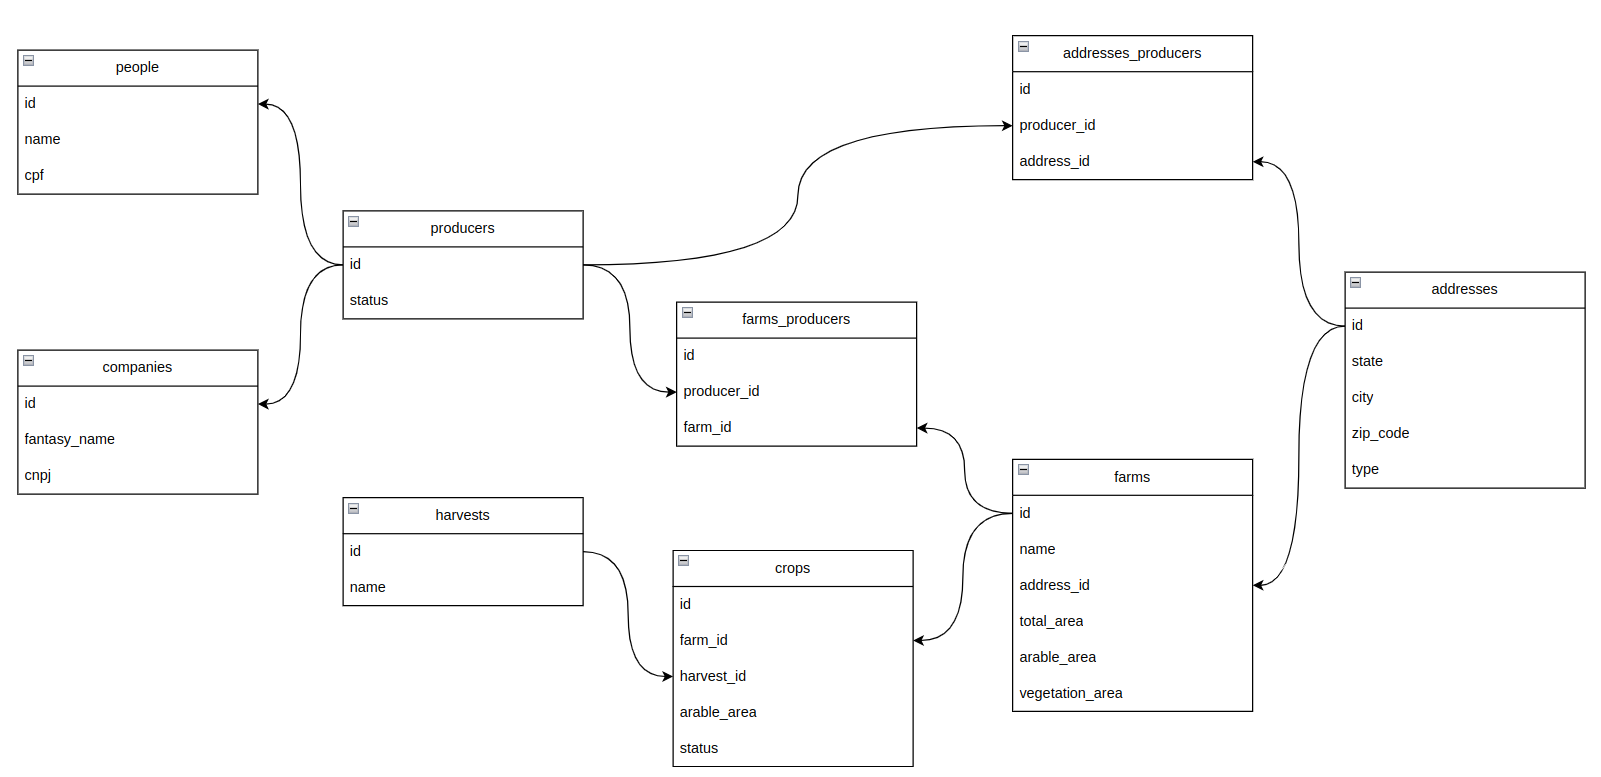 people
id
name
cpf
companies
id
fantasy_name
cnpj
producers
id
status
harvests
id
name
farms_producers
id
producer_id
farm_id
crops
id
farm_id
harvest_id
arable_area
status
addresses_producers
id
producer_id
address_id
farms
id
name
address_id
total_area
arable_area
vegetation_area
addresses
id
state
city
zip_code
type